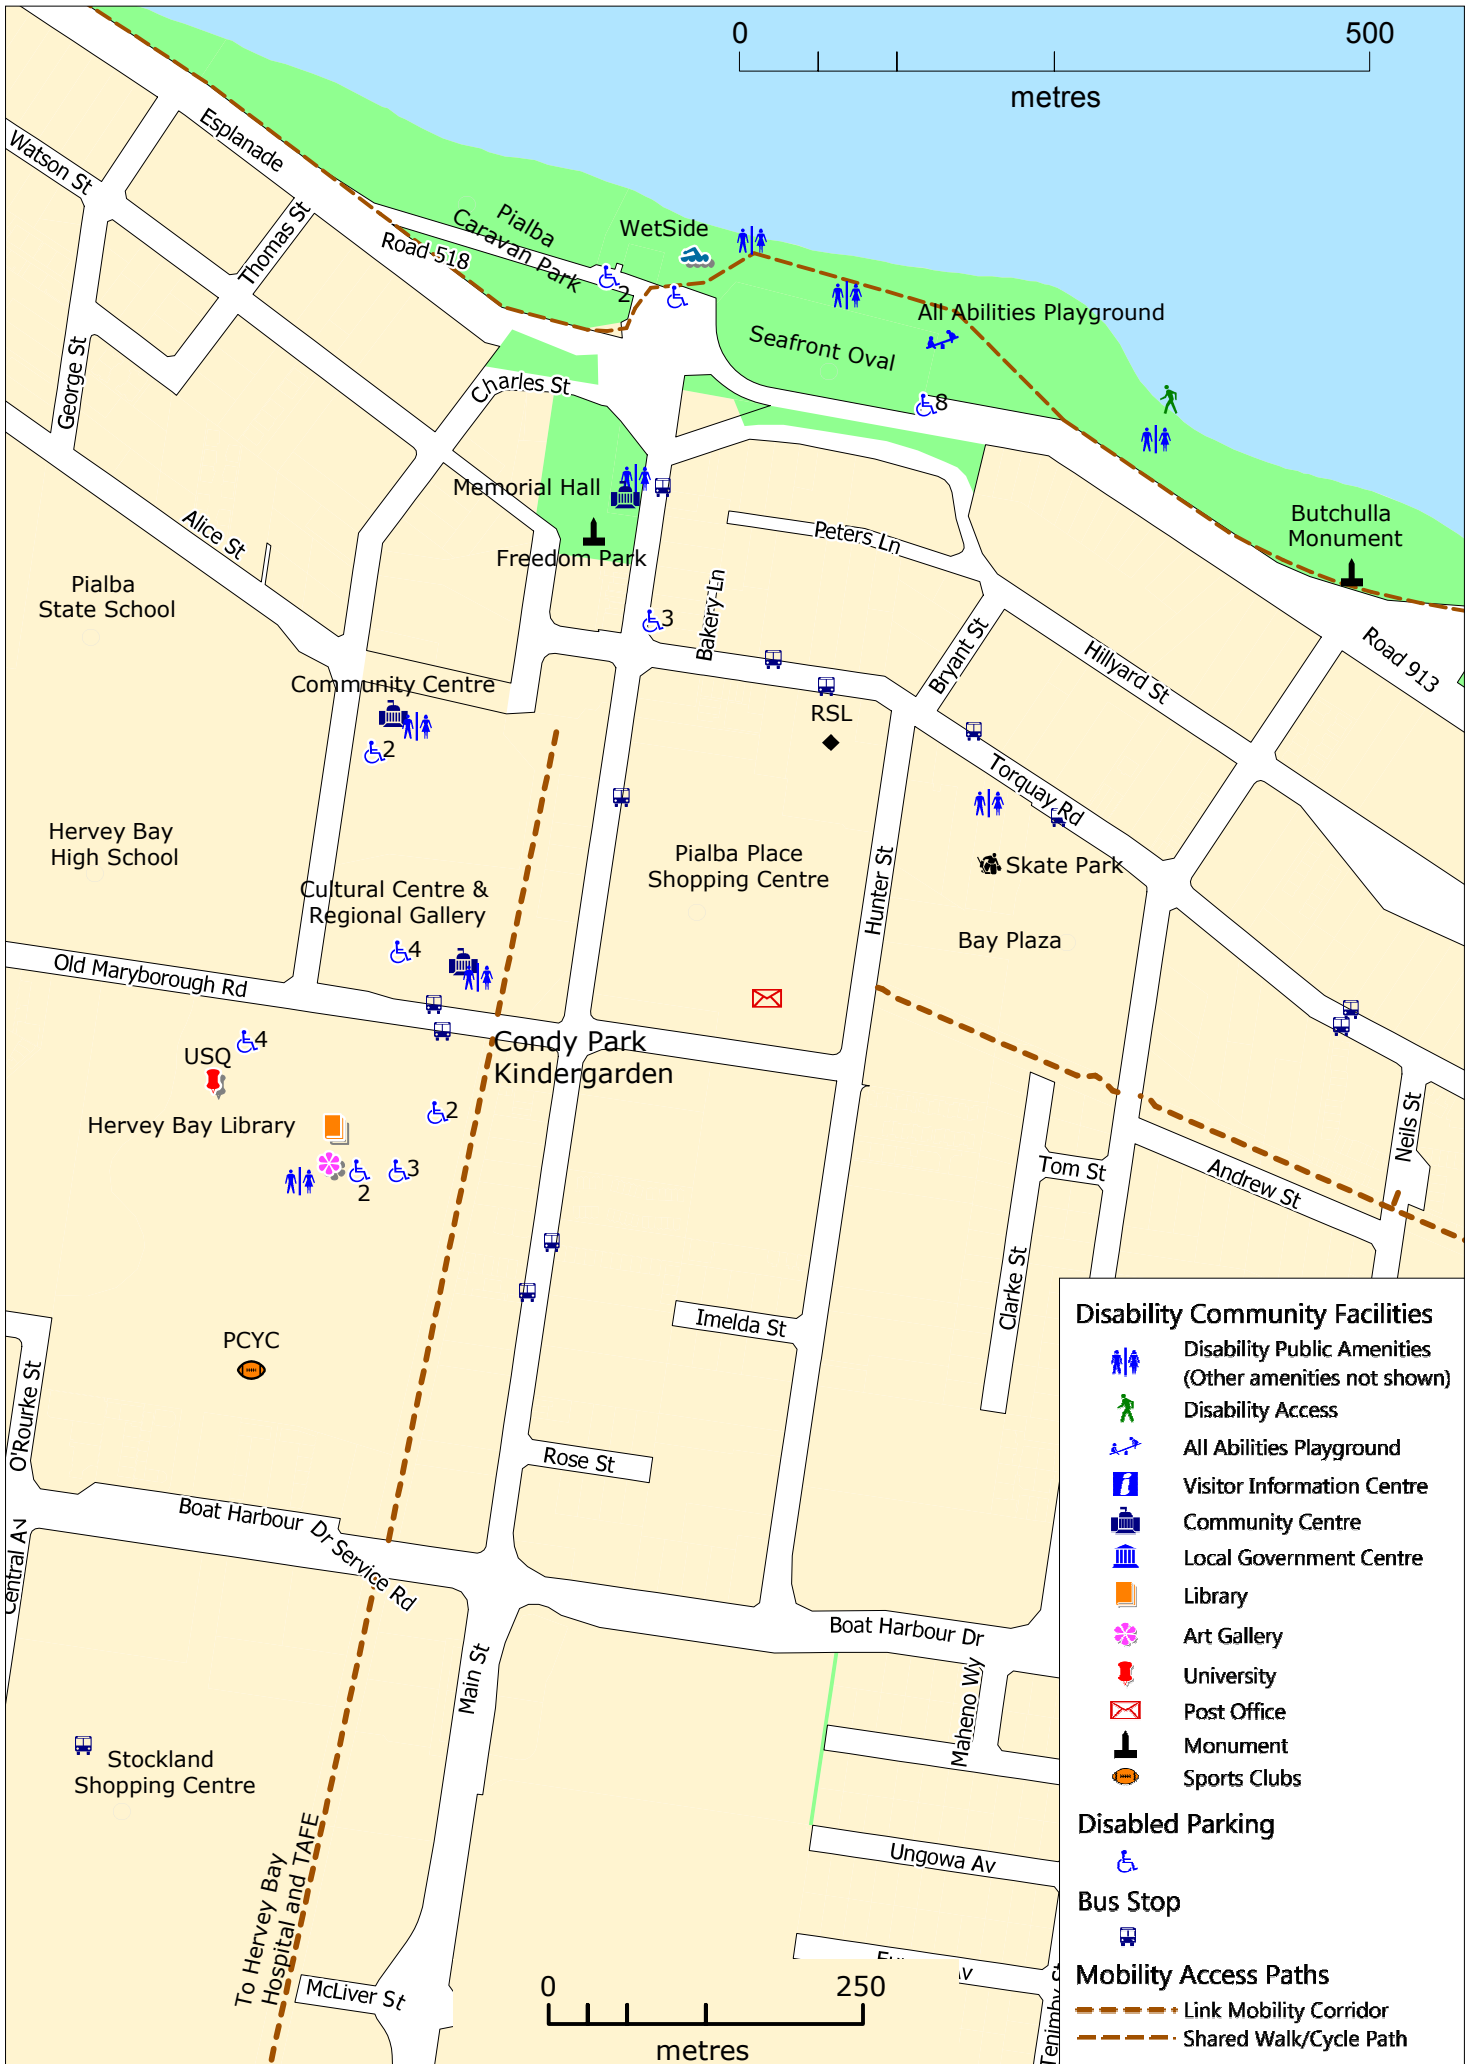 0 500
metres
Esplanade
Watson St
Thomas St
Pialba
Caravan Park
WetSide
Road 518
2
All Abilities Playground
Seafront Oval
George St
Charles St
8
Memorial Hall
Freedom Park
Peters Ln
Butchulla
Monument
Alice St
Pialba
State School
3
Bakery Ln
Bryant St
Hillyard St
Road 913
Community Centre
2
RSL
Torquay Rd
Hervey Bay
High School
Pialba Place
Shopping Centre
Hunter St
Skate Park
Cultural Centre &
Regional Gallery
4
Bay Plaza
Old Maryborough Rd
Condy Park
Kindergarden
USQ
4
2
Hervey Bay Library
3
2
Neils St
Tom St
Andrew St
Clarke St
Imelda St
PCYC
O'Rourke St
Rose St
Boat Harbour Dr Service Rd
Central Av
Boat Harbour Dr
Main St
Maheno Wy
Stockland
Shopping Centre
Ungowa Av
To Hervey Bay
Hospital and TAFE
McLiver St
Av
Tenimby St
0 250
metres
Disability Community Facilities
Disability Public Amenities
(Other amenities not shown)
Disability Access
All Abilities Playground
Visitor Information Centre
Community Centre
Local Government Centre
Library
Art Gallery
University
Post Office
Monument
Sports Clubs
Disabled Parking
Bus Stop
Mobility Access Paths
Link Mobility Corridor
Shared Walk/Cycle Path